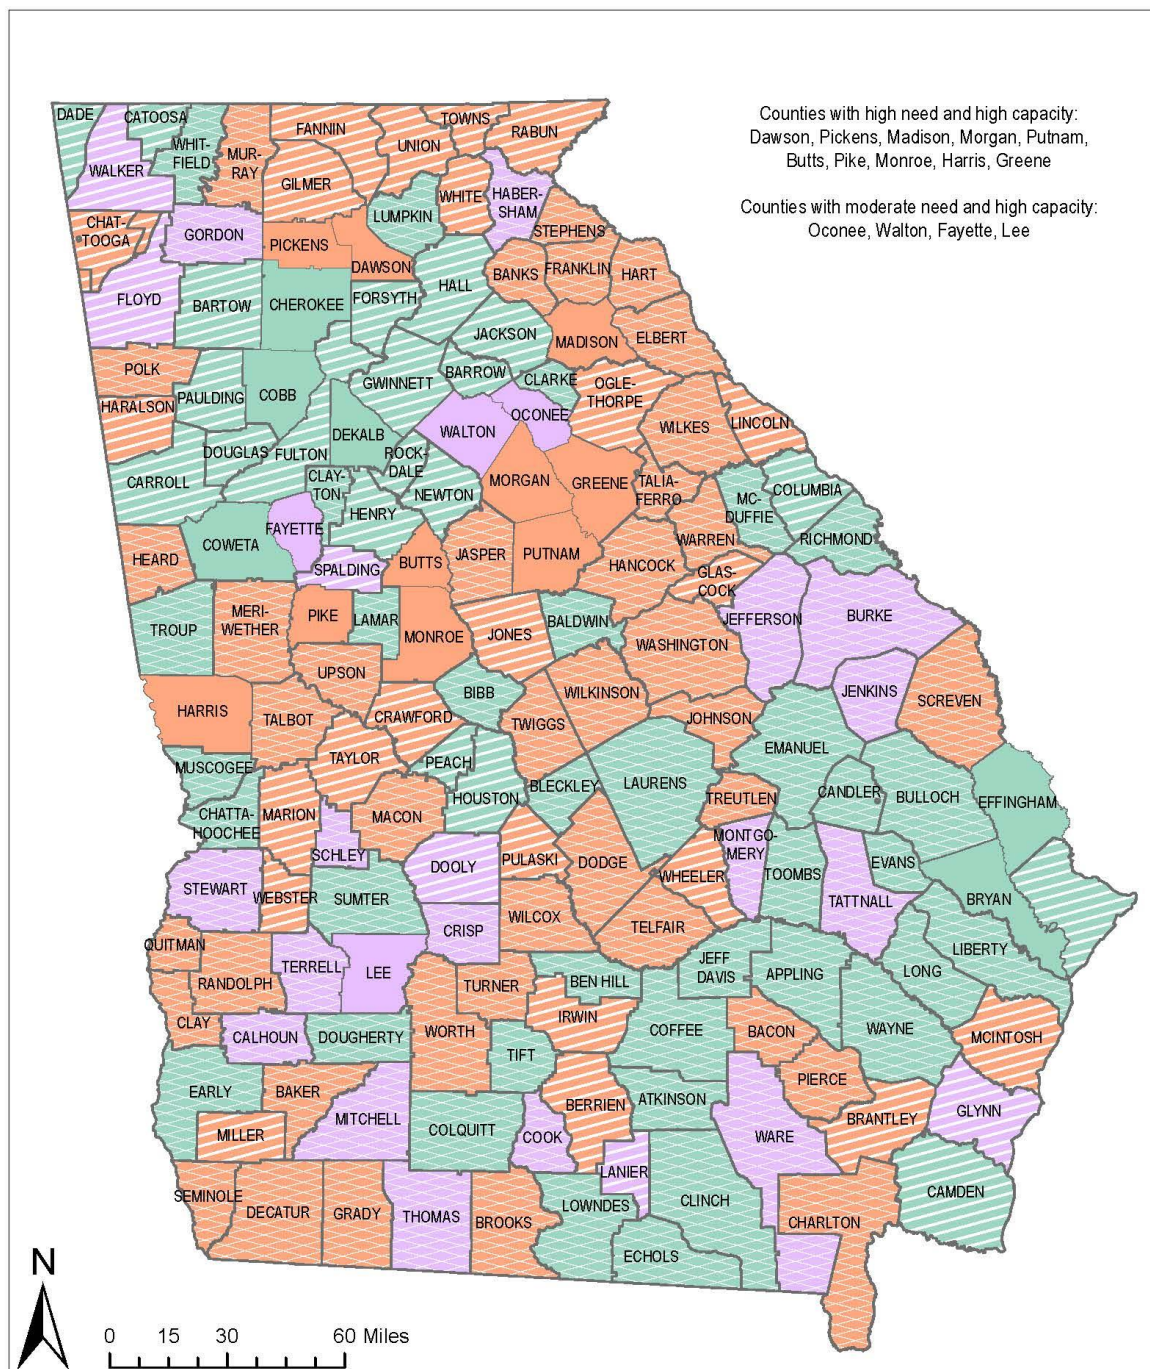 Counties with high need and high capacity:
Dawson, Pickens, Madison, Morgan, Putnam,
Butts, Pike, Monroe, Harris, Greene
Counties with moderate need and high capacity:
Oconee, Walton, Fayette, Lee
DADE
CATOOSA
WALKER
WHIT-
FIELD
MUR-
RAY
FANNIN
GILMER
UNION
TOWNS
RABUN
WHITE
HABER-
SHAM
LUMPKIN
STEPHENS
CHAT-
TOOGA
GORDON
PICKENS
DAWSON
BANKS
FRANKLIN
HART
FLOYD
BARTOW
CHEROKEE
FORSYTH
HALL
JACKSON
MADISON
ELBERT
POLK
PAULDING
COBB
GWINNETT
BARROW
CLARKE
OGLE-
THORPE
HARALSON
WALTON
OCONEE
WILKES
LINCOLN
DOUGLAS
FULTON
DEKALB
ROCK-
DALE
CARROLL
CLAY-
TON
NEWTON
MORGAN
GREENE
TALIA-
FERRO
MC-
DUFFIE
COLUMBIA
HENRY
FAYETTE
COWETA
SPALDING
HEARD
BUTTS
JASPER
PUTNAM
HANCOCK
WARREN
RICHMOND
GLAS-
COCK
TROUP
MERI-
WETHER
PIKE
LAMAR
MONROE
JONES
BALDWIN
WASHINGTON
JEFFERSON
BURKE
UPSON
BIBB
WILKINSON
JENKINS
SCREVEN
HARRIS
TALBOT
CRAWFORD
TWIGGS
JOHNSON
EMANUEL
TAYLOR
PEACH
MUSCOGEE
HOUSTON
BLECKLEY
LAURENS
TREUTLEN
CANDLER
BULLOCH
EFFINGHAM
CHATTA-
HOOCHEE
MARION
MACON
SCHLEY
DOOLY
PULASKI
DODGE
MONTGO-
MERY
WHEELER
TOOMBS
EVANS
TATTNALL
BRYAN
STEWART
WEBSTER
SUMTER
CRISP
WILCOX
TELFAIR
LIBERTY
QUITMAN
RANDOLPH
TERRELL
LEE
TURNER
BEN HILL
JEFF
DAVIS
APPLING
LONG
CLAY
CALHOUN
DOUGHERTY
WORTH
IRWIN
COFFEE
BACON
WAYNE
MCINTOSH
TIFT
EARLY
BAKER
PIERCE
MITCHELL
COLQUITT
COOK
BERRIEN
ATKINSON
WARE
BRANTLEY
GLYNN
MILLER
LANIER
SEMINOLE
DECATUR
GRADY
THOMAS
BROOKS
LOWNDES
CLINCH
CHARLTON
CAMDEN
ECHOLS
N
0 15 30 60 Miles